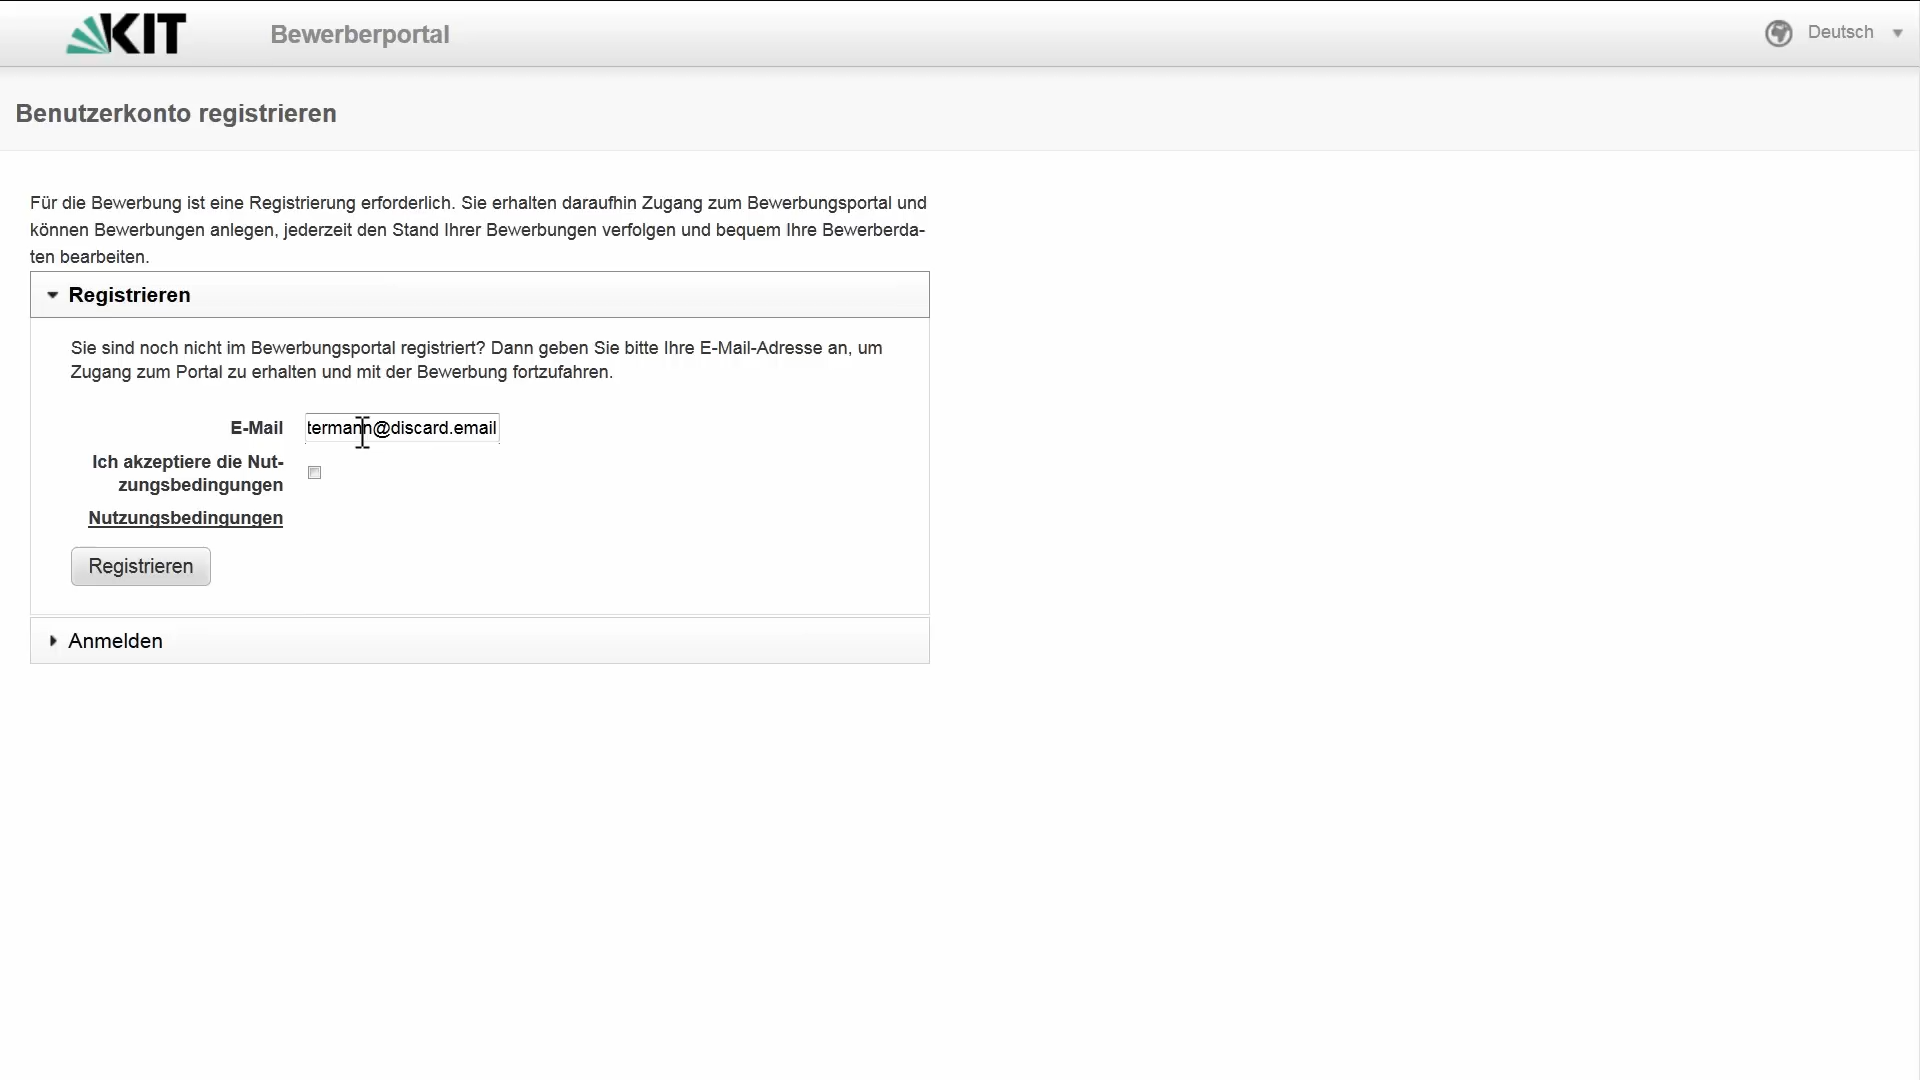 KIT
Bewerberportal
Deutsch
Benutzerkonto registrieren
Für die Bewerbung ist eine Registrierung erforderlich. Sie erhalten daraufhin Zugang zum Bewerbungsportal und
können Bewerbungen anlegen, jederzeit den Stand Ihrer Bewerbungen verfolgen und bequem Ihre Bewerberda-
ten bearbeiten.
Registrieren
Sie sind noch nicht im Bewerbungsportal registriert? Dann geben Sie bitte Ihre E-Mail-Adresse an, um
Zugang zum Portal zu erhalten und mit der Bewerbung fortzufahren.
E-Mail termann@discard.email
Ich akzeptiere die Nut-
zungsbedingungen
Nutzungsbedingungen
Registrieren
Anmelden